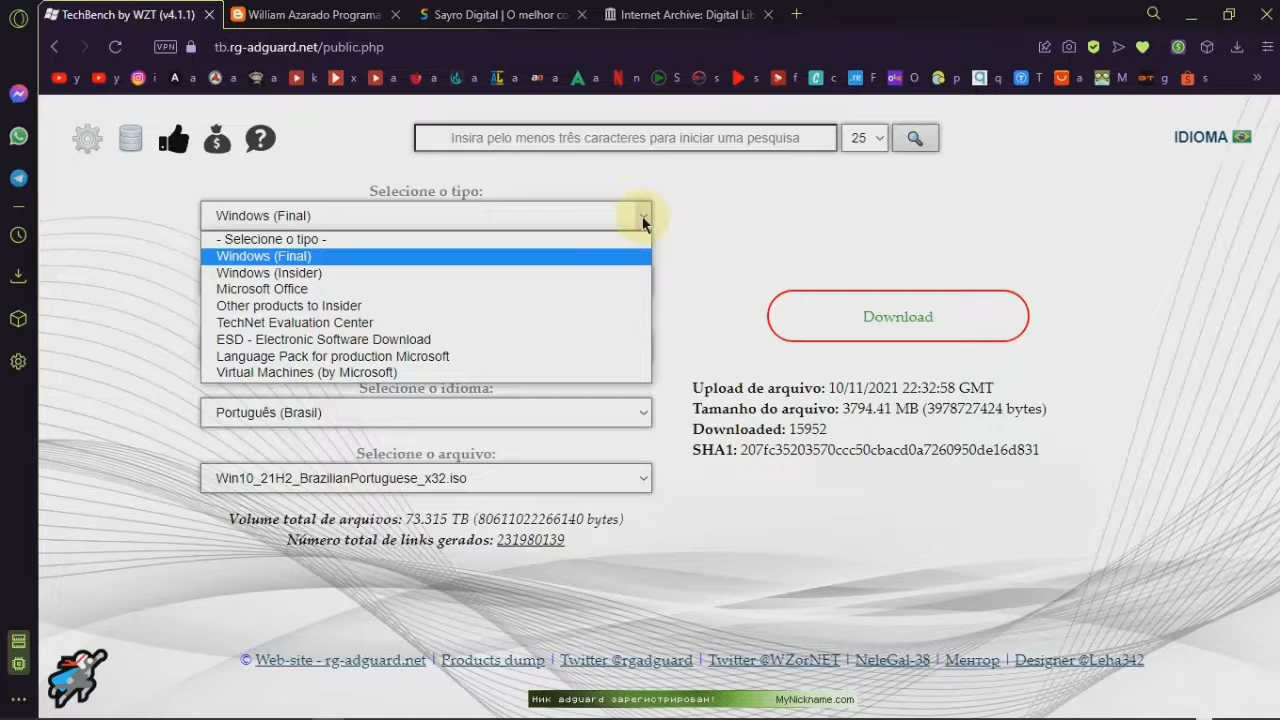 TechBench by WZT (v4.1.1)
William Azarado Programa
Sayro Digital | O melhor co
Internet Archive: Digital Lib
VPN
tb.rg-adguard.net/public.php
y y a a a k x a a a a a n S s s f c F O p q T a M g s
Insira pelo menos três caracteres para iniciar uma pesquisa
25
IDIOMA
Selecione o tipo:
Windows (Final)
- Selecione o tipo -
Windows (Final)
Windows (Insider)
Microsoft Office
Other products to Insider
TechNet Evaluation Center
ESD - Electronic Software Download
Language Pack for production Microsoft
Virtual Machines (by Microsoft)
Download
Selecione o idioma:
Português (Brasil)
Upload de arquivo: 10/11/2021 22:32:58 GMT
Tamanho do arquivo: 3794.41 MB (3978727424 bytes)
Downloaded: 15952
SHA1: 207fc35203570ccc50cbacd0a7260950de16d831
Selecione o arquivo:
Win10_21H2_BrazilianPortuguese_x32.iso
Volume total de arquivos: 73.315 TB (80611022266140 bytes)
Número total de links gerados: 231980139
© Web-site - rg-adguard.net | Products dump | Twitter @rgadguard | Twitter @WZorNET | NeleGal-38 | Ментор | Designer ©Leha342
Ник adguard зарегистрирован! MyNickname.com